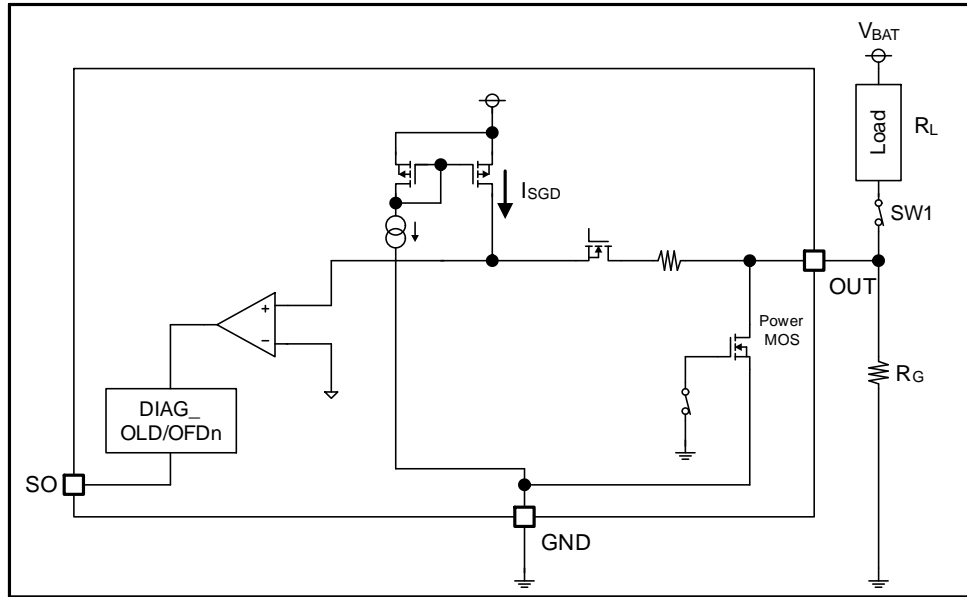 VBAT
Load
RL
ISGD
SW1
OUT
+
−
Power
MOS
RG
DIAG_
OLD/OFDn
SO
GND